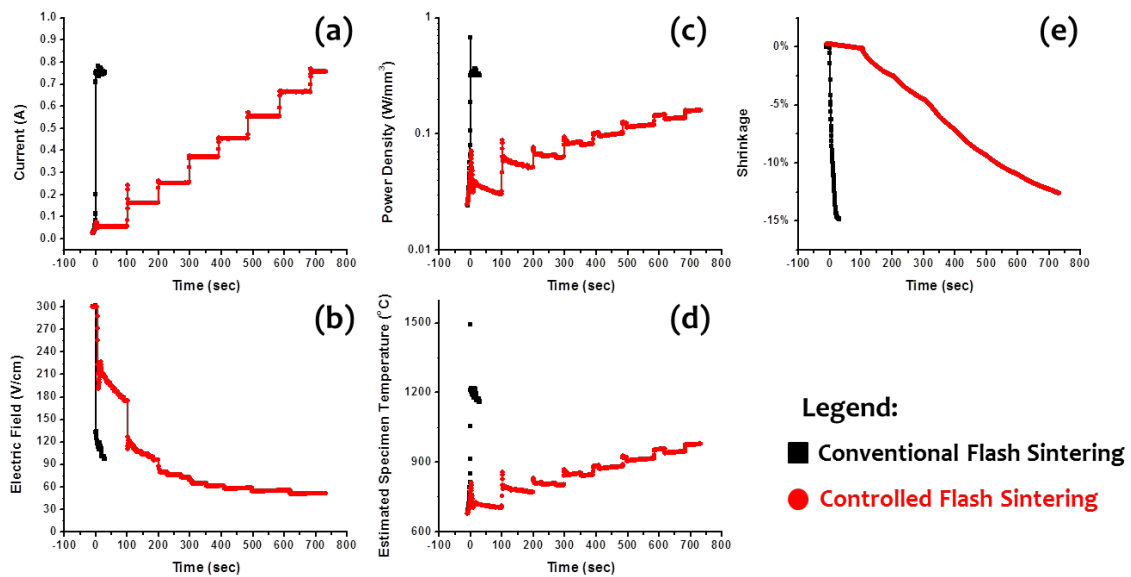 (a)
Current (A)
1.0
0.9
0.8
0.7
0.6
0.5
0.4
0.3
0.2
0.1
0.0
-100 0 100 200 300 400 500 600 700 800
Time (sec)
(c)
Power Density (W/mm³)
1
0.1
0.01
-100 0 100 200 300 400 500 600 700 800
Time (sec)
(e)
Shrinkage
0%
-5%
-10%
-15%
-100 0 100 200 300 400 500 600 700 800
Time (sec)
(b)
Electric Field (V/cm)
300
270
240
210
180
150
120
90
60
30
0
-100 0 100 200 300 400 500 600 700 800
Time (sec)
(d)
Estimated Specimen Temperature (°C)
1500
1200
900
600
-100 0 100 200 300 400 500 600 700 800
Time (sec)
Legend:
Conventional Flash Sintering
Controlled Flash Sintering